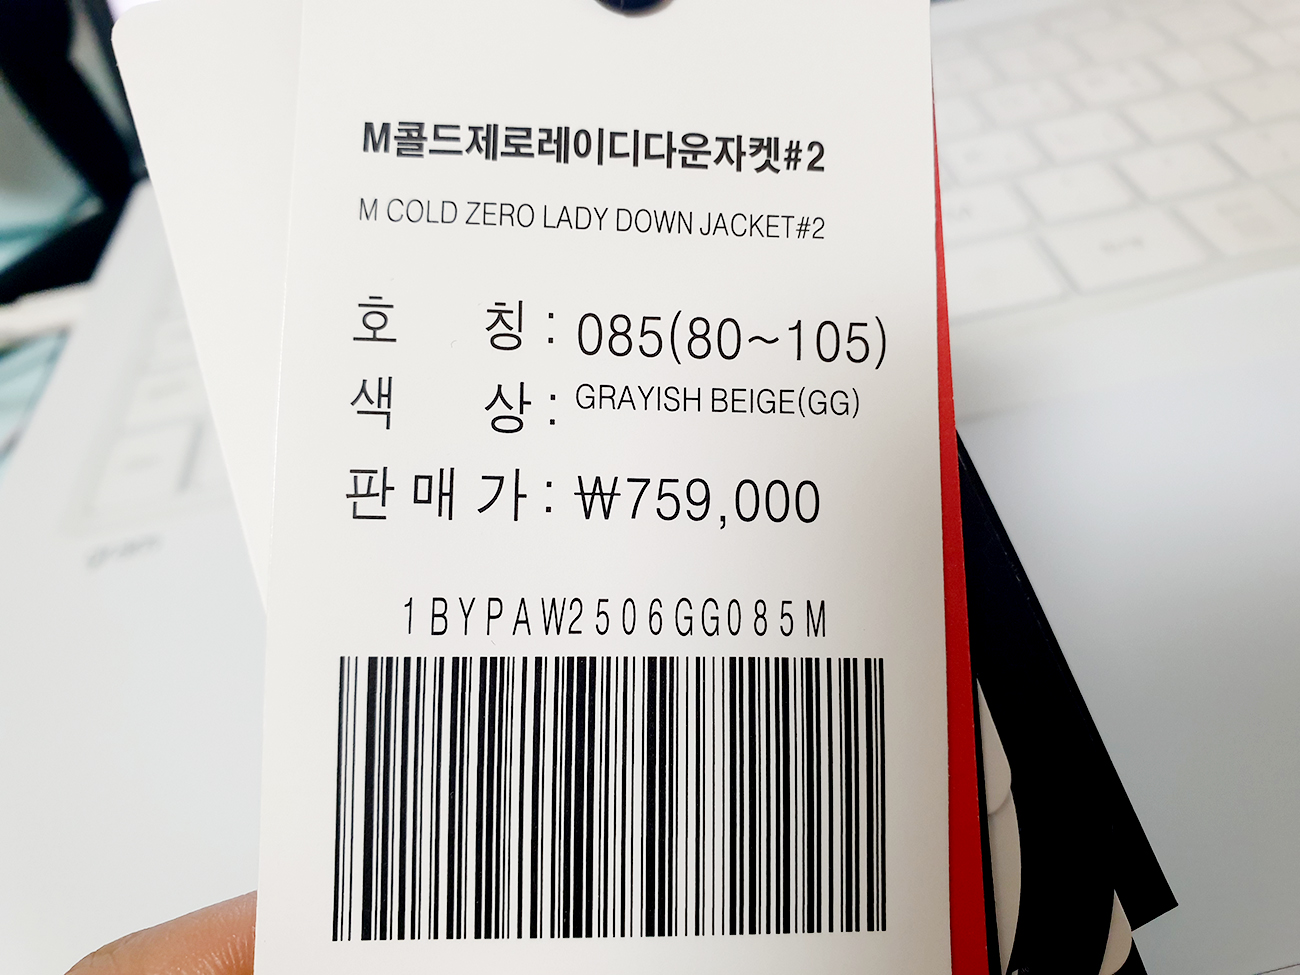 M콜드제로레이디다운자켓#2
M COLD ZERO LADY DOWN JACKET#2
호 칭 : 085(80~105)
색 상 : GRAYISH BEIGE(GG)
판매가 : ₩759,000
1BYPAW2506GG085M